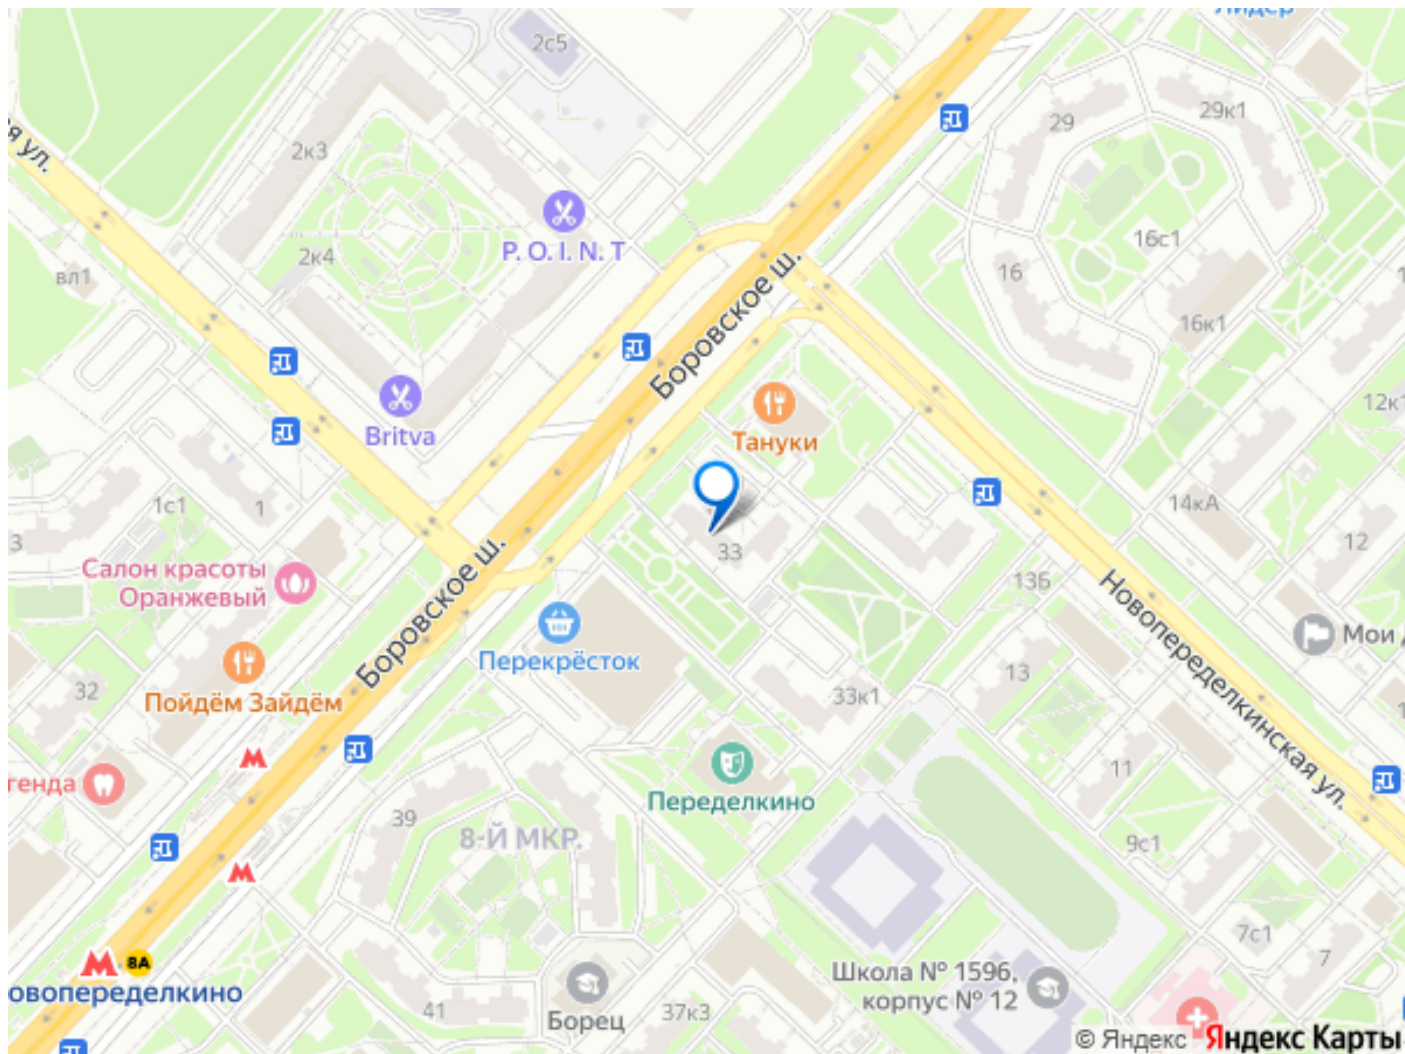 Лидер
2с5
29
29к1
я ул.
2к3
P. O. I. N. T
2к4
вл1
16с1
16
16к1
Боровское ш.
12к1
Britva
Тануки
1с1
1
3
14кА
12
33
Салон красоты
Оранжевый
Боровское ш.
13Б
Новопеределкинская ул.
Мои
Перекрёсток
32
Пойдём Зайдём
33к1
13
генда
Переделкино
11
39
8-Й МКР.
9с1
7с1
7
М 8А
овопеределкино
Школа № 1596,
корпус № 12
41
Борец
37к3
© Яндекс Яндекс Карты